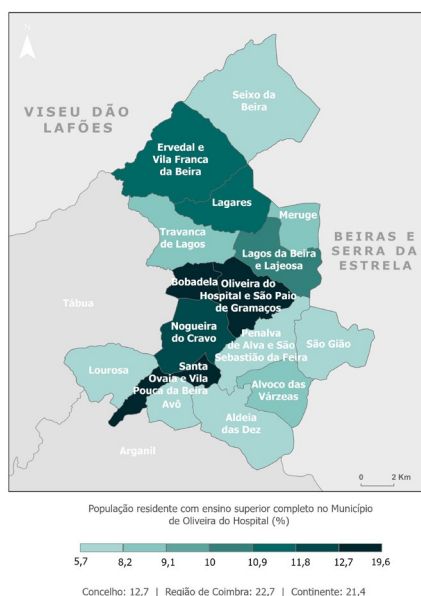 N
Seixo da
Beira
VISEU DÃO
LAFÕES
Ervedal e
Vila Franca
da Beira
Lagares
Meruge
Travanca
de Lagos
BEIRAS E
SERRA DA
ESTRELA
Lagos da Beira
e Lajeosa
Bobadela
Oliveira do
Hospital e São Paio
de Gramaços
Tábua
Nogueira
do Cravo
Penalva
de Alva e São
Sebastião da Feira
São Gião
Lourosa
Santa
Ovaia e Vila
Pouca da Beira
Alvoco das
Várzeas
Avô
Aldeia
das Dez
Arganil
0 2 Km
População residente com ensino superior completo no Município
de Oliveira do Hospital (%)
5,7 8,2 9,1 10 10,9 11,8 12,7 19,6
Concelho: 12,7 | Região de Coimbra: 22,7 | Continente: 21,4